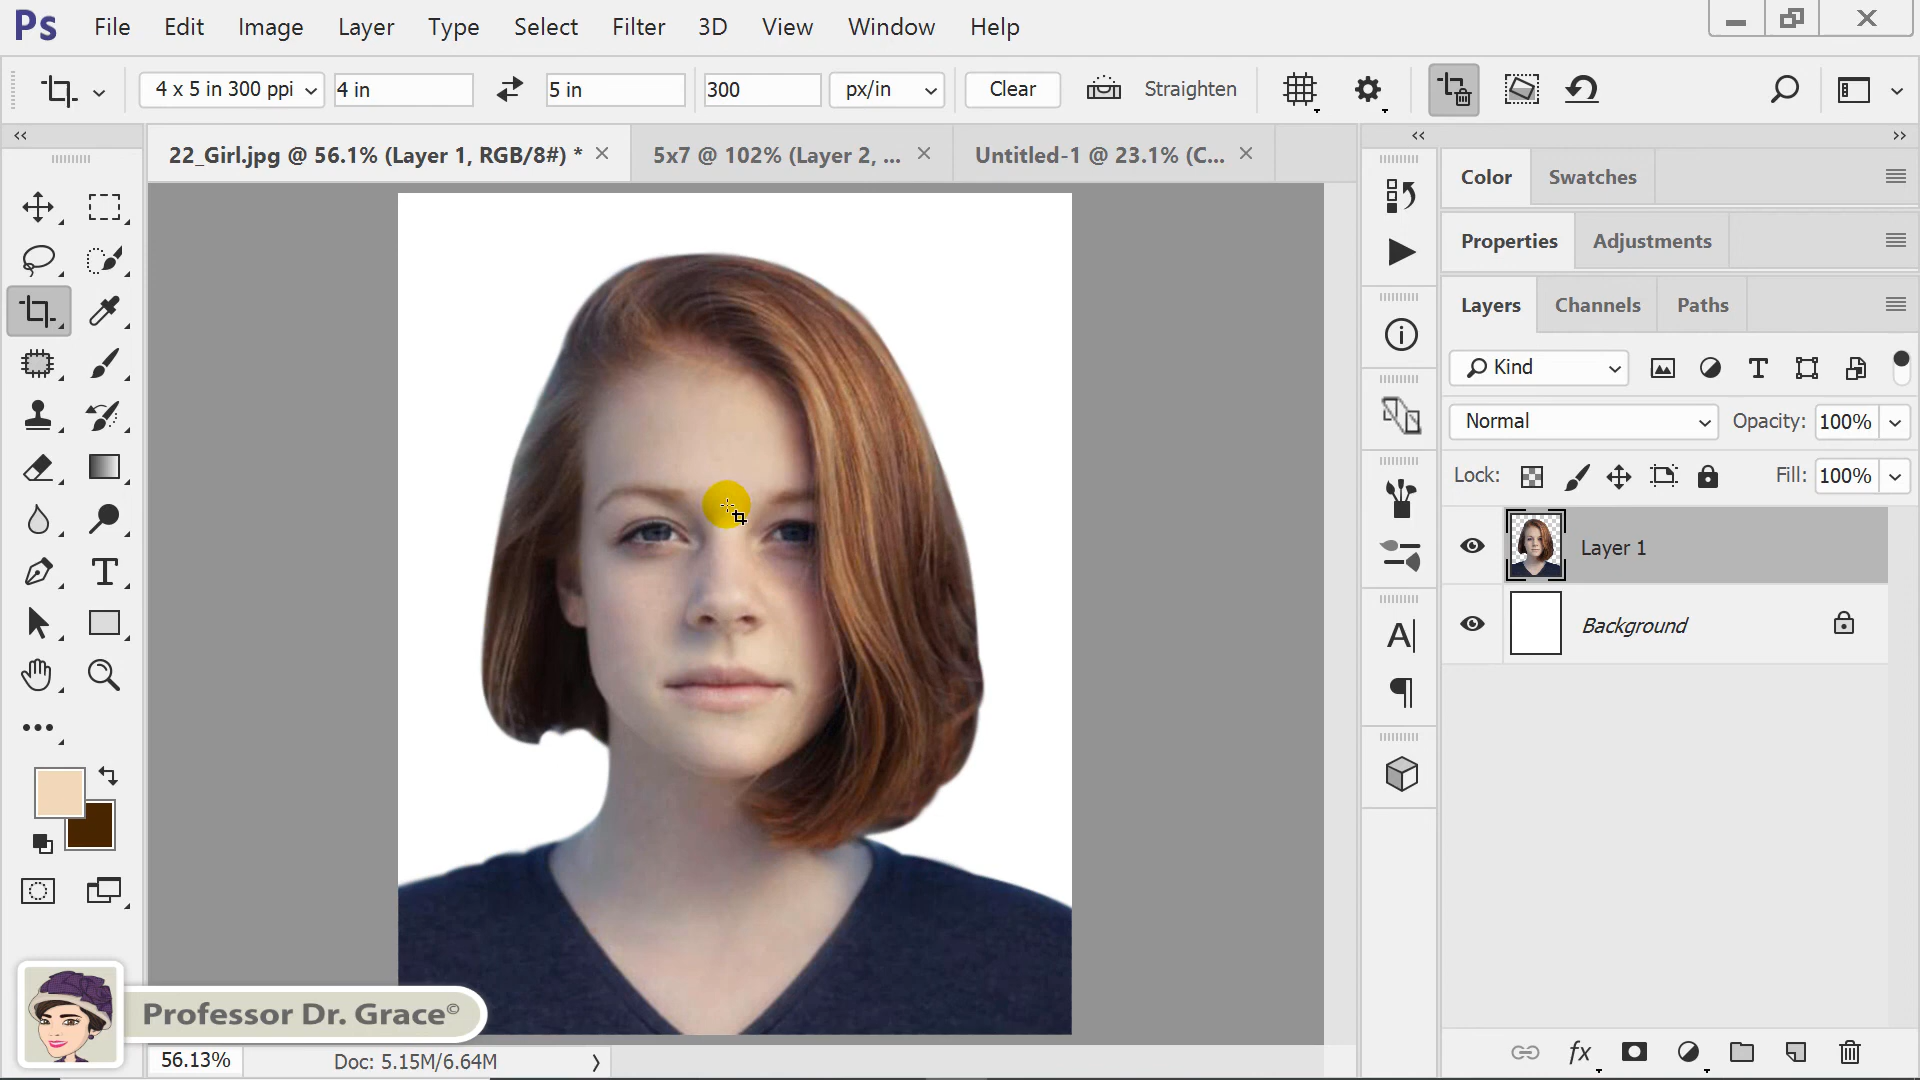 Ps File Edit Image Layer Type Select Filter 3D View Window Help
4 x 5 in 300 ppi 4 in 5 in 300 px/in Clear Straighten
22_Girl.jpg @ 56.1% (Layer 1, RGB/8#) * 5x7 @ 102% (Layer 2, ... Untitled-1 @ 23.1% (C...
Color Swatches
Properties Adjustments
Layers Channels Paths
Kind
Normal Opacity: 100%
Lock: Fill: 100%
Layer 1
Background
Professor Dr. Grace©
56.13% Doc: 5.15M/6.64M